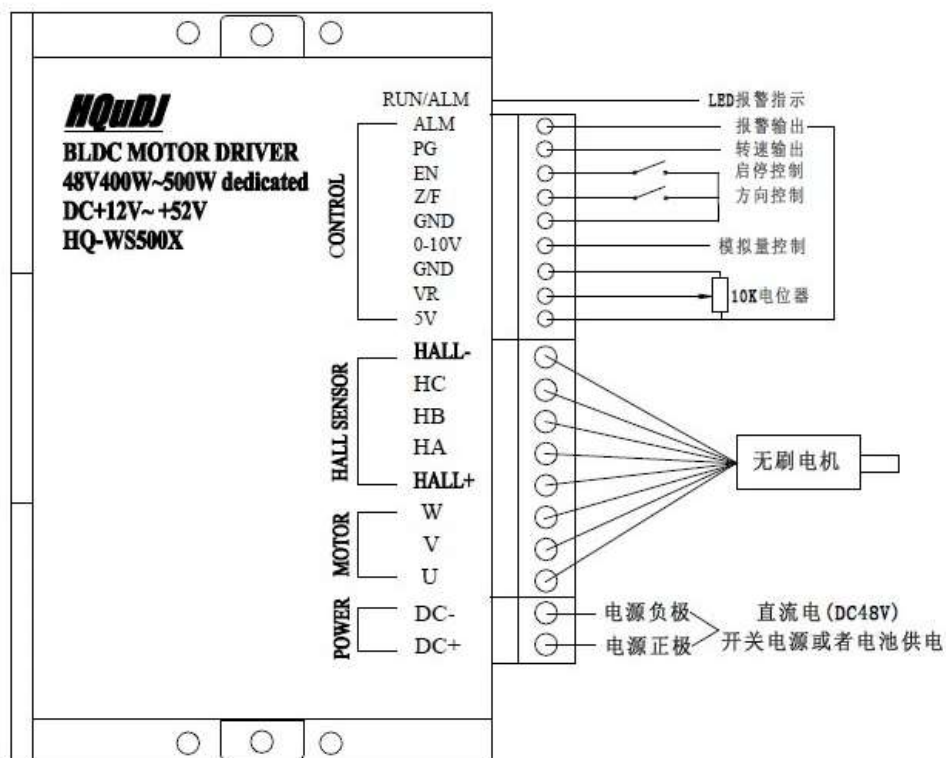 HQuDJ
BLDC MOTOR DRIVER
48V400W~500W dedicated
DC+12V~ +52V
HQ-WS500X
CONTROL
RUN/ALM
ALM
PG
EN
Z/F
GND
0-10V
GND
VR
5V
HALL SENSOR
HALL-
HC
HB
HA
HALL+
MOTOR
W
V
U
POWER
DC-
DC+
LED报警指示
报警输出
转速输出
启停控制
方向控制
模拟量控制
10K电位器
无刷电机
电源负极
电源正极
直流电(DC48V)
开关电源或者电池供电